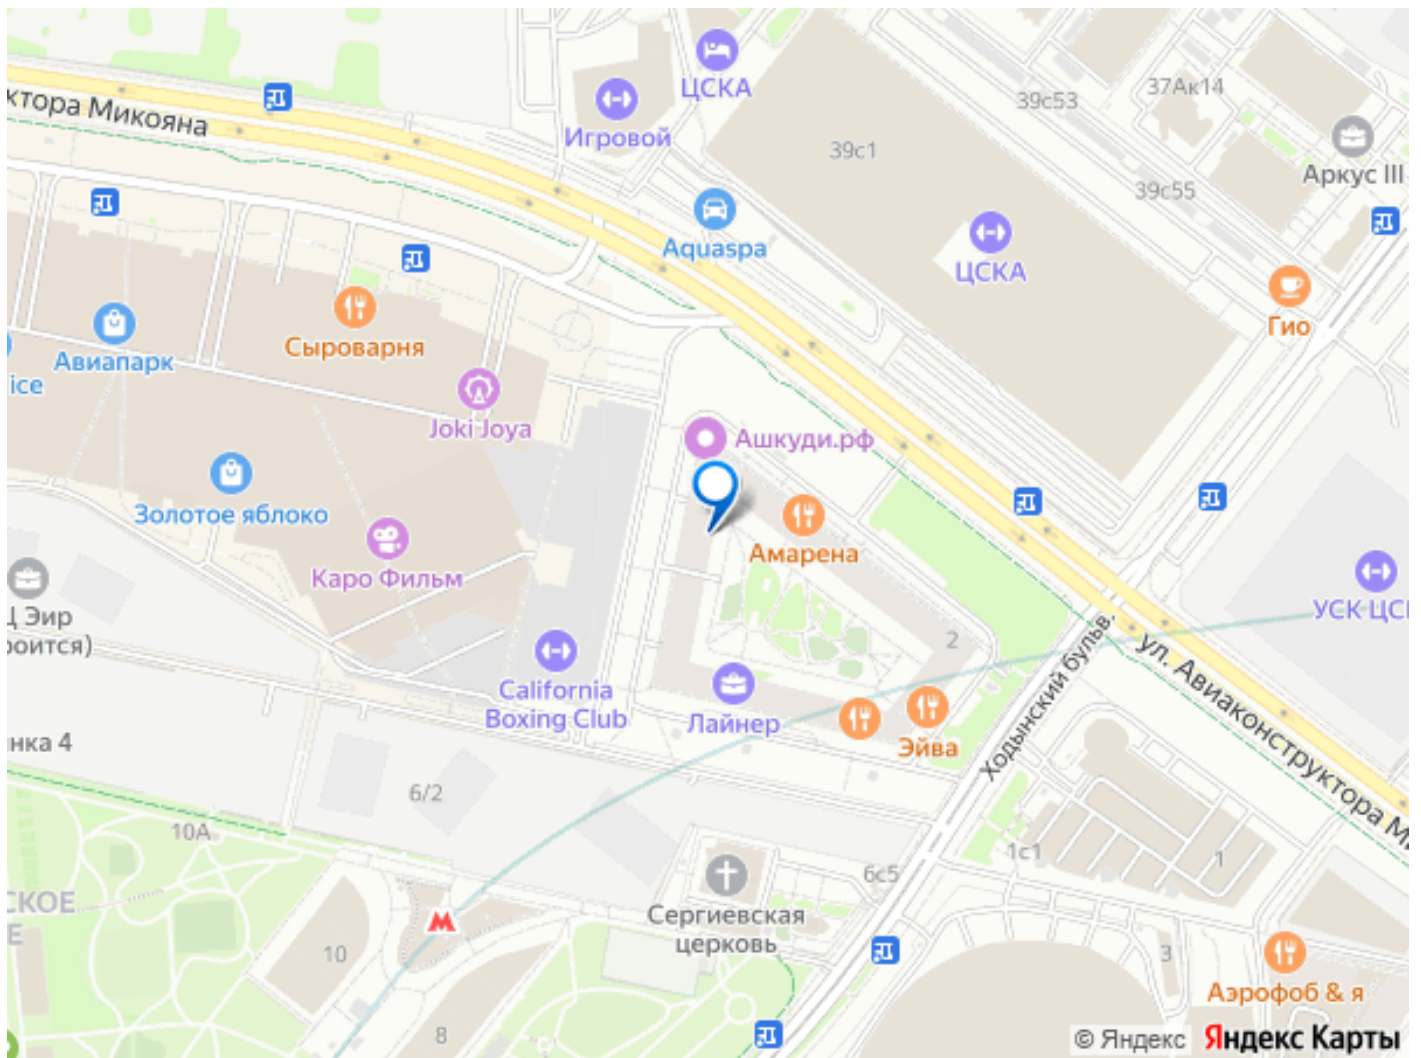 ЦСКА
37Ак14
39с53
ктора Микояна
Игровой
39с1
Аркус III
39с55
Aquaspa
ЦСКА
Гио
Сыроварня
Авиапарк
ice
Joki Joya
Ашкуди.рф
Золотое яблоко
Амарена
Каро Фильм
Ц Эир
роится)
УСК ЦСК
2
ул. Авиаконструктора М
Ходынский бульв.
California
Boxing Club
Лайнер
Эйва
нка 4
6/2
10А
1с1
1
6с5
СКОЕ
Е
Сергиевская
церковь
10
3
8
Аэрофоб & я
© Яндекс Яндекс Карты